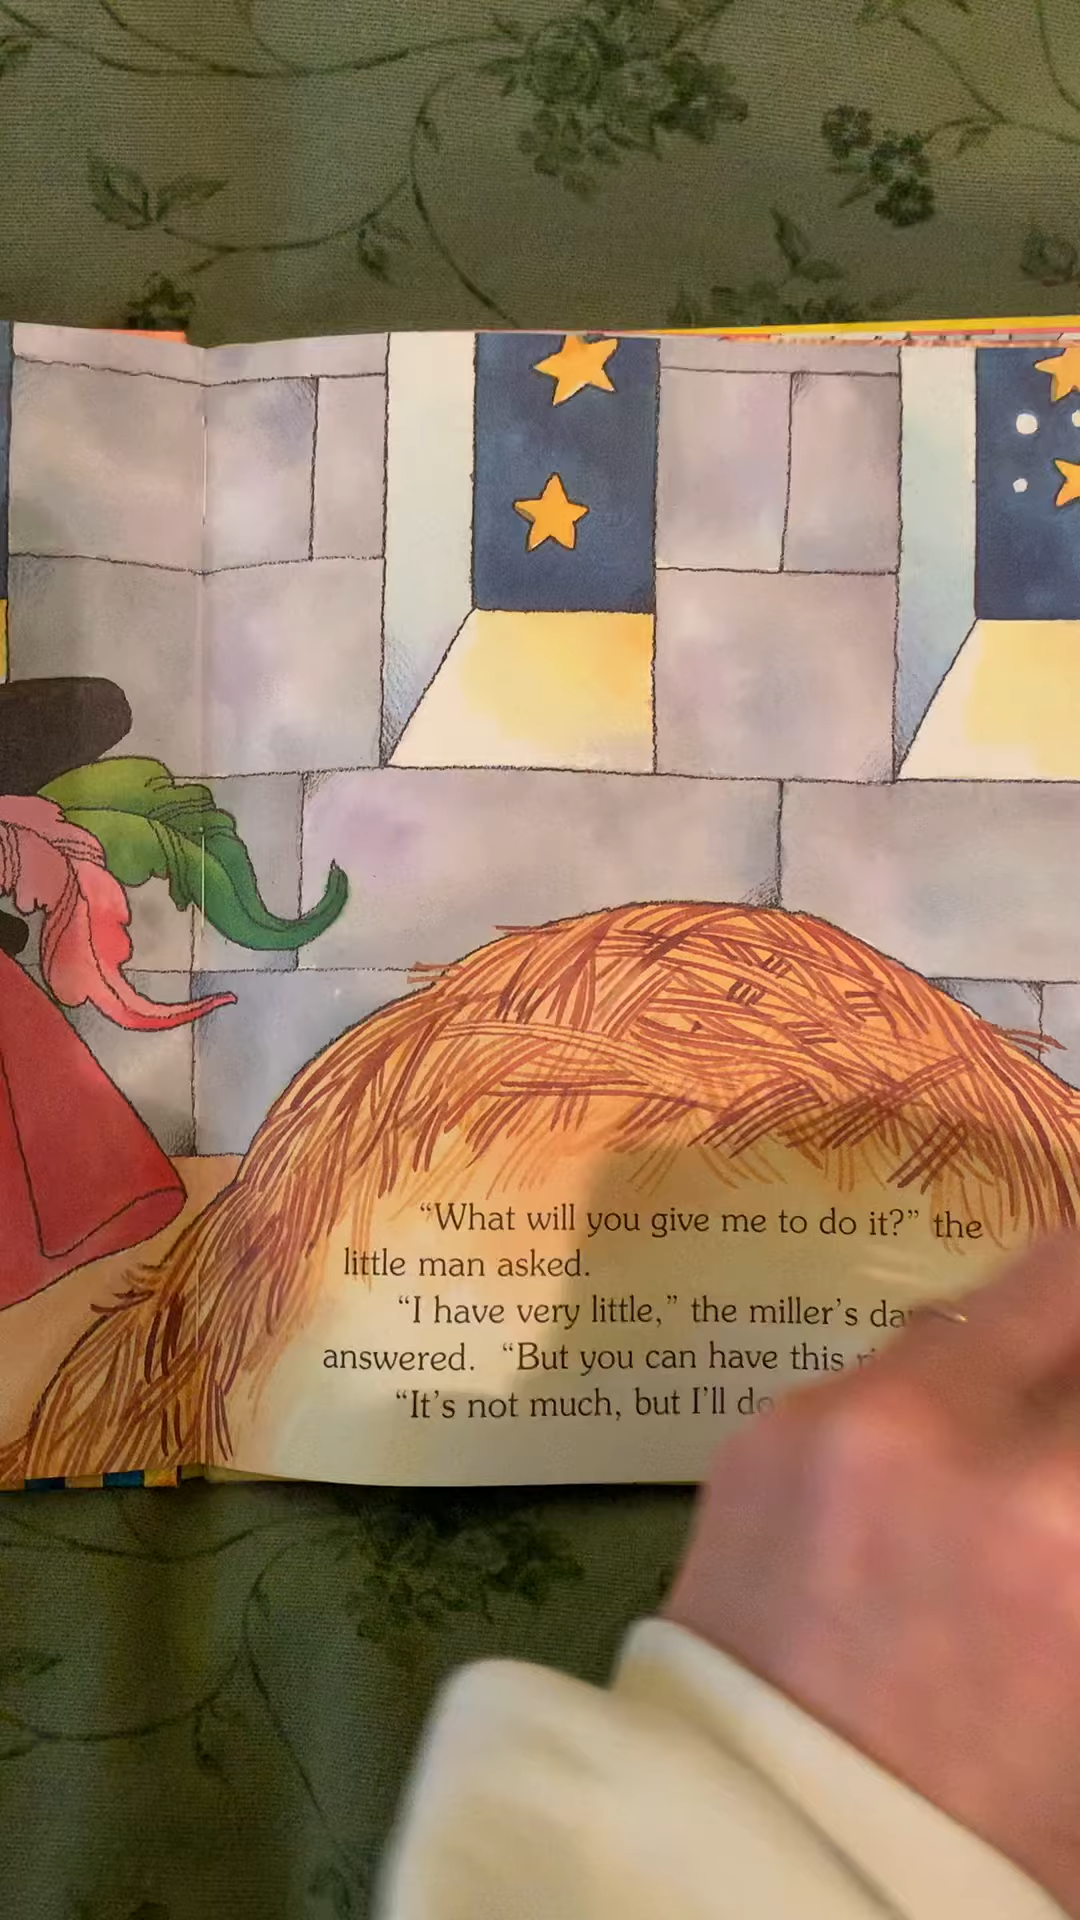 “What will you give me to do it?” the
little man asked.
“I have very little,” the miller’s
answered. “But you can have this
“It’s not much, but I’ll do